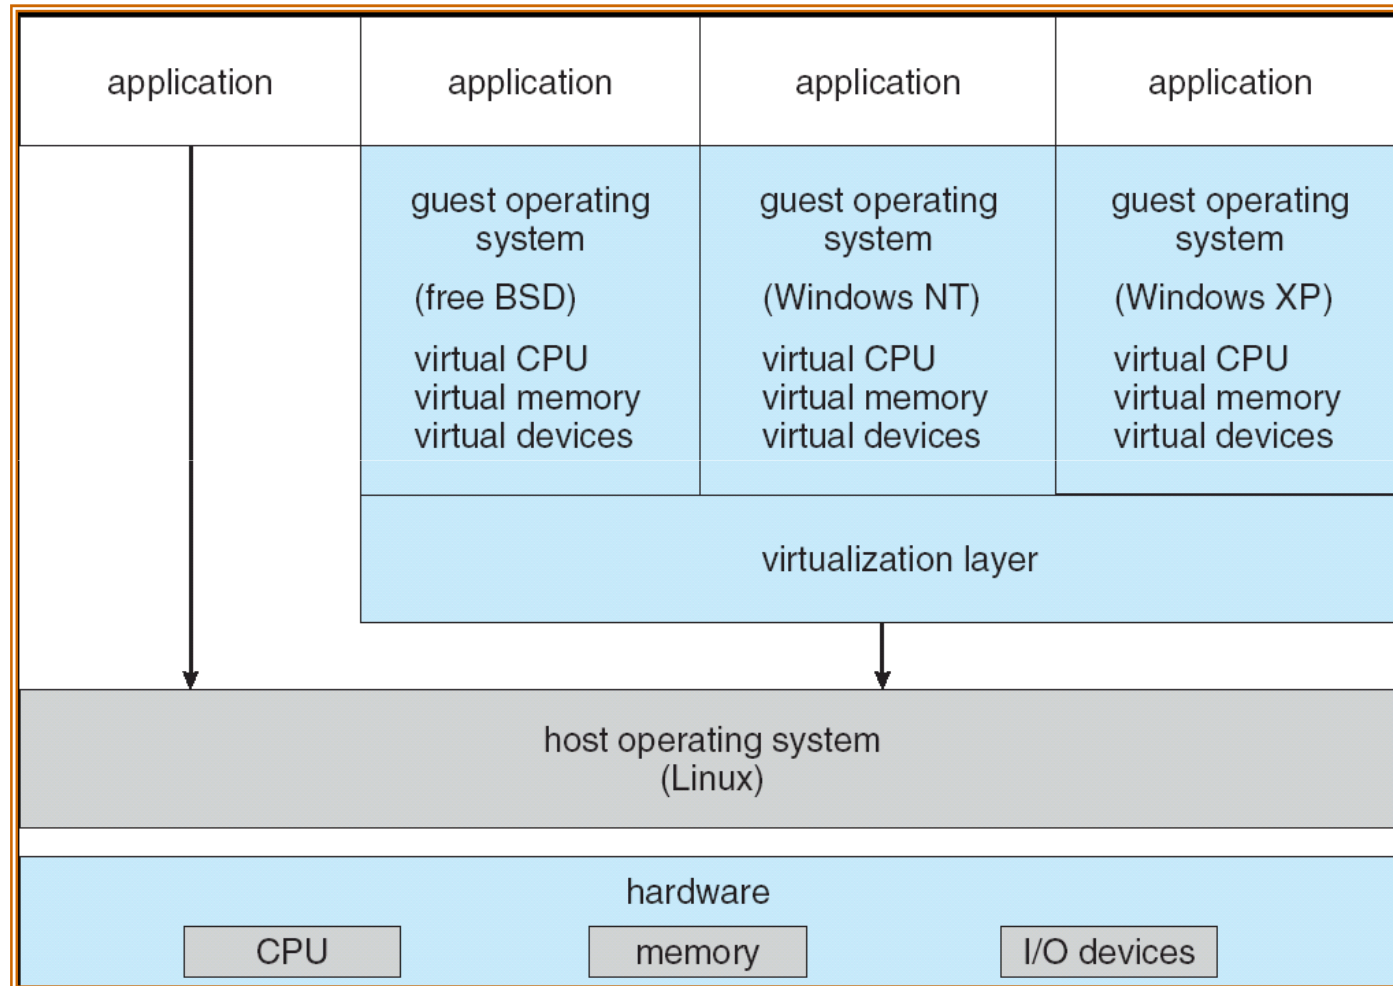 application
application
application
application
guest operating
system
(free BSD)
virtual CPU
virtual memory
virtual devices
guest operating
system
(Windows NT)
virtual CPU
virtual memory
virtual devices
guest operating
system
(Windows XP)
virtual CPU
virtual memory
virtual devices
virtualization layer
host operating system
(Linux)
hardware
CPU
memory
I/O devices